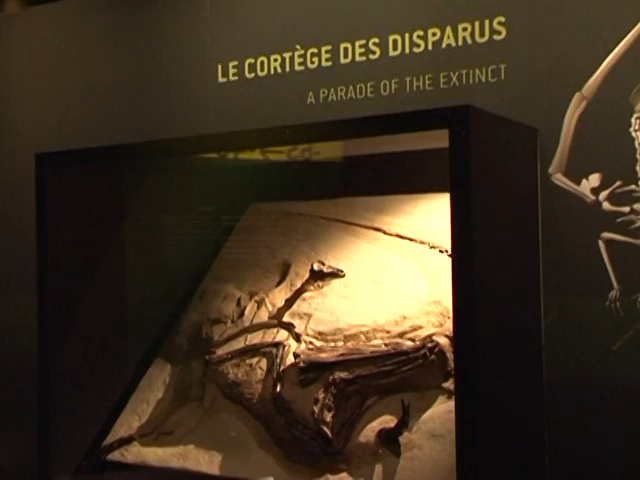 LE CORTÈGE DES DISPARUS
A PARADE OF THE EXTINCT